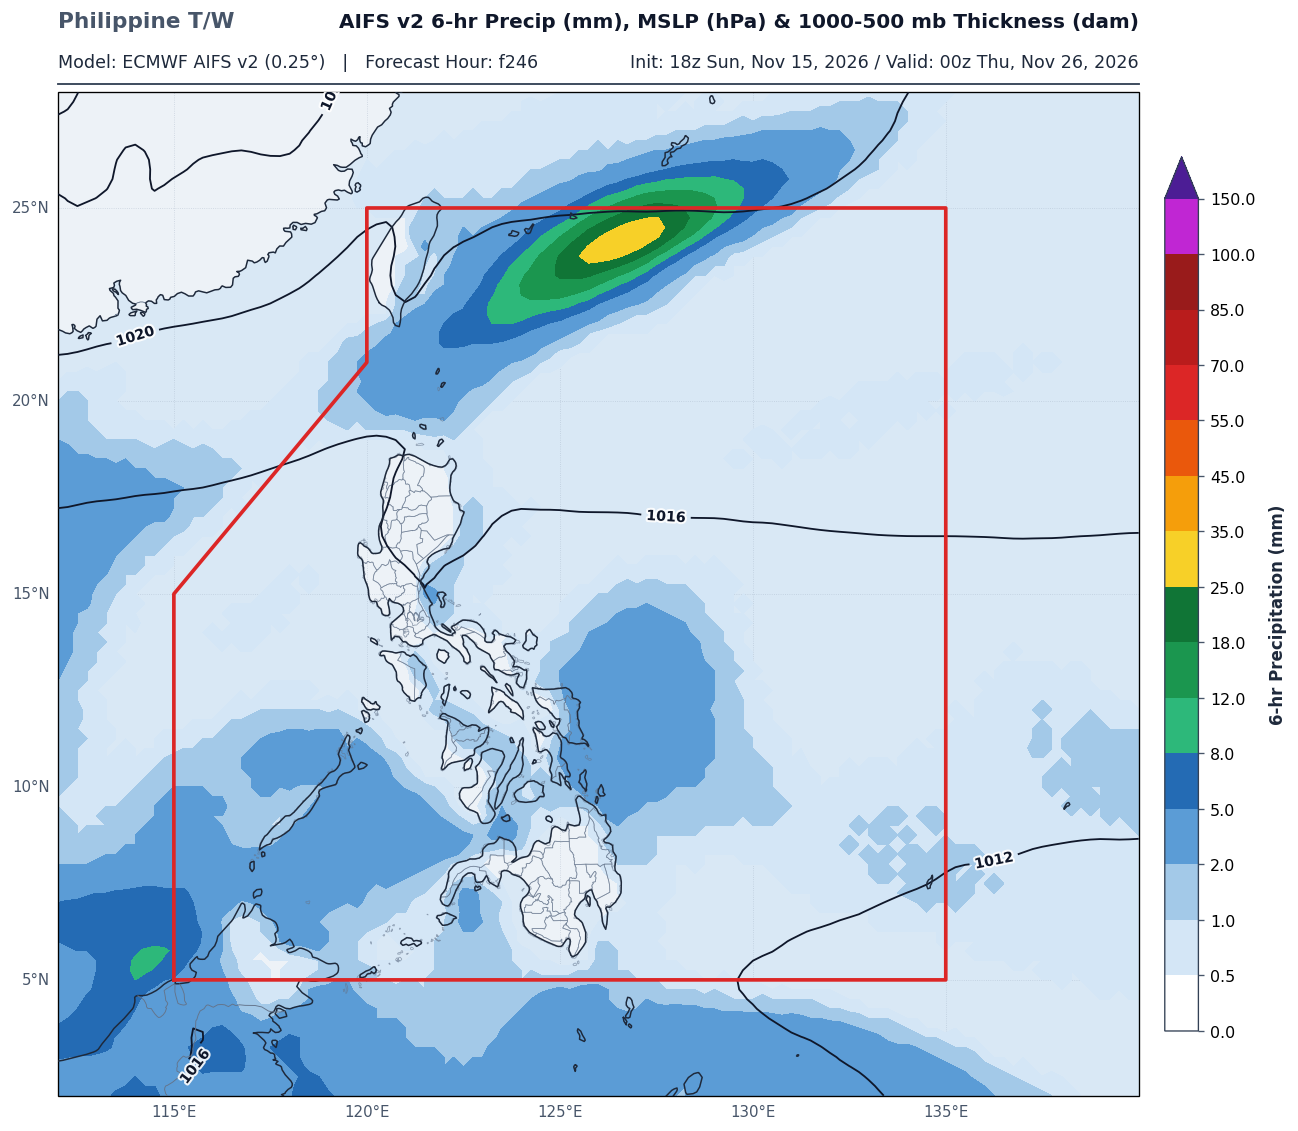 Philippine T/W
AIFS v2 6-hr Precip (mm), MSLP (hPa) & 1000-500 mb Thickness (dam)
Model: ECMWF AIFS v2 (0.25°) | Forecast Hour: f246
Init: 18z Sun, Nov 15, 2026 / Valid: 00z Thu, Nov 26, 2026
10
1020
1016
1012
1016
25°N
20°N
15°N
10°N
5°N
115°E
120°E
125°E
130°E
135°E
150.0
100.0
85.0
70.0
55.0
45.0
35.0
25.0
18.0
12.0
8.0
5.0
2.0
1.0
0.5
0.0
6-hr Precipitation (mm)